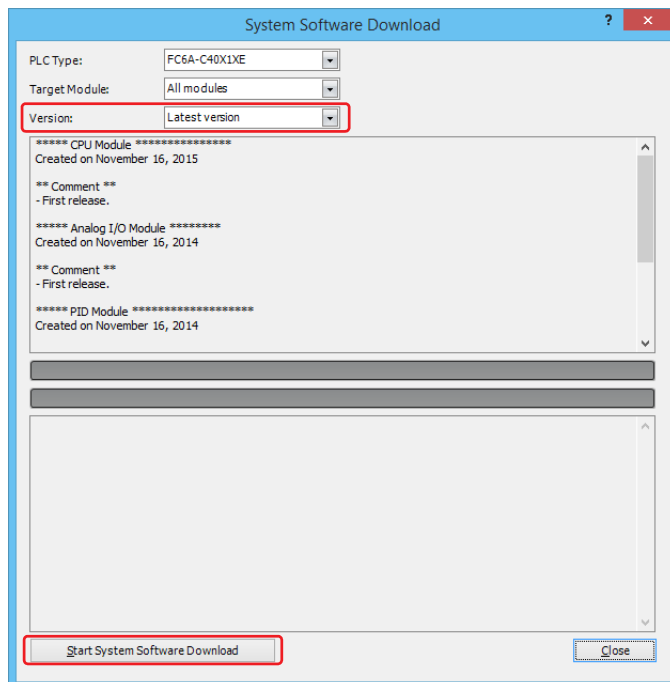 System Software Download
?
×
PLC Type:
FC6A-C40X1XE
Target Module:
All modules
Version:
Latest version
***** CPU Module ***************
Created on November 16, 2015
** Comment **
- First release.
***** Analog I/O Module ********
Created on November 16, 2014
** Comment **
- First release.
***** PID Module *******************
Created on November 16, 2014
Start System Software Download
Close